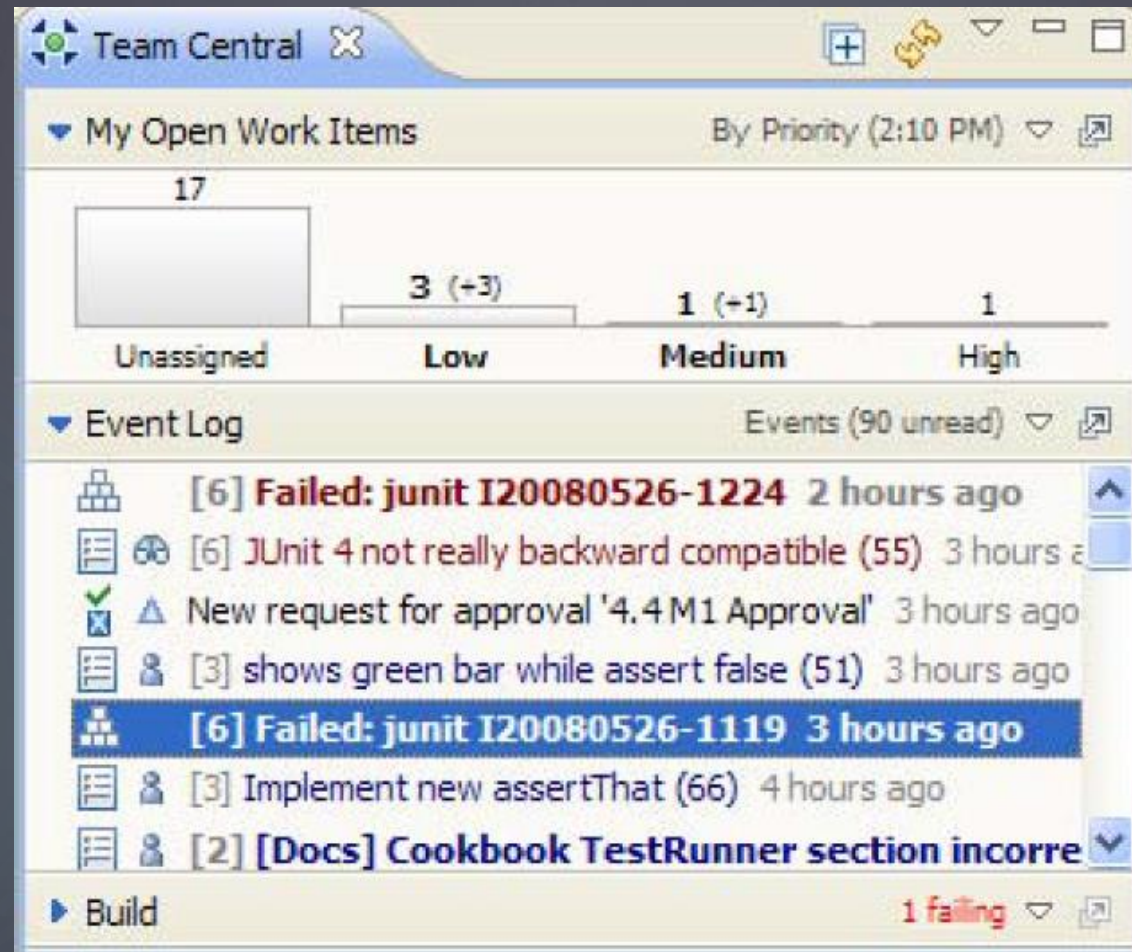 Team Central
My Open Work Items By Priority (2:10 PM)
17
3 (+3)
1 (+1)
1
Unassigned Low Medium High
Event Log Events (90 unread)
[6] Failed: junit I20080526-1224 2 hours ago
[6] JUnit 4 not really backward compatible (55) 3 hours
New request for approval '4.4 M1 Approval' 3 hours ago
[3] shows green bar while assert false (51) 3 hours ago
[6] Failed: junit I20080526-1119 3 hours ago
[3] Implement new assertThat (66) 4 hours ago
[2] [Docs] Cookbook TestRunner section incorre
Build 1 failing